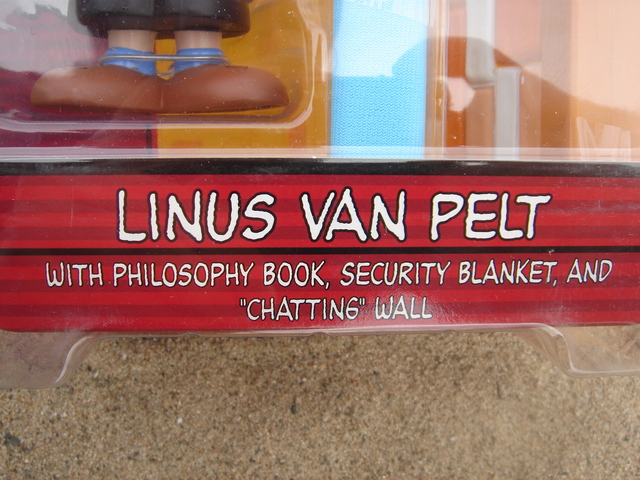 LINUS VAN PELT
WITH PHILOSOPHY BOOK, SECURITY BLANKET, AND
"CHATTING" WALL